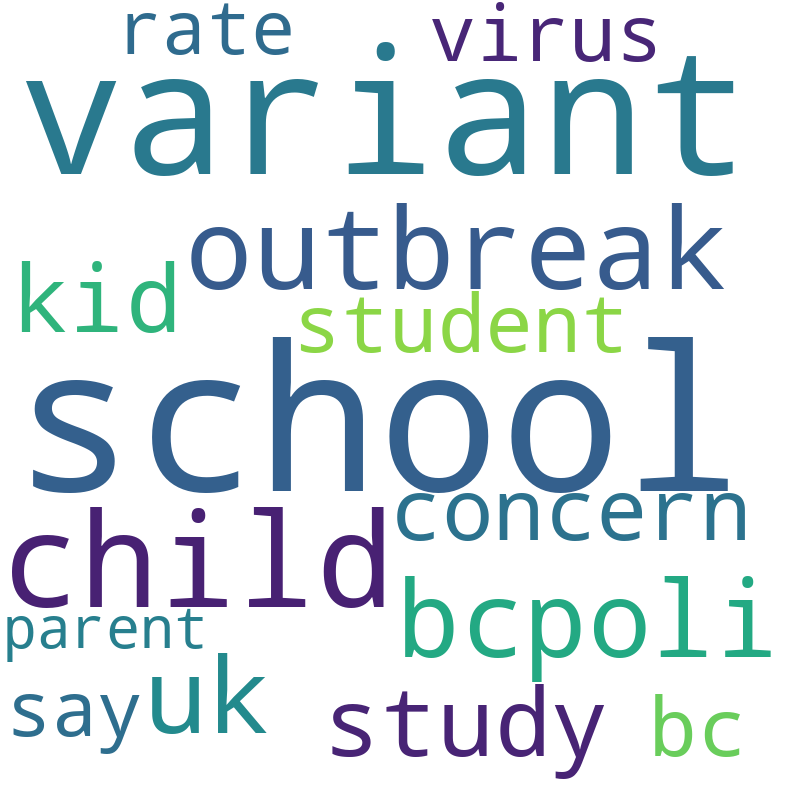 rate virus
variant
outbreak
kid
student
school
concern
child
bcpoli
parent
say uk
study bc